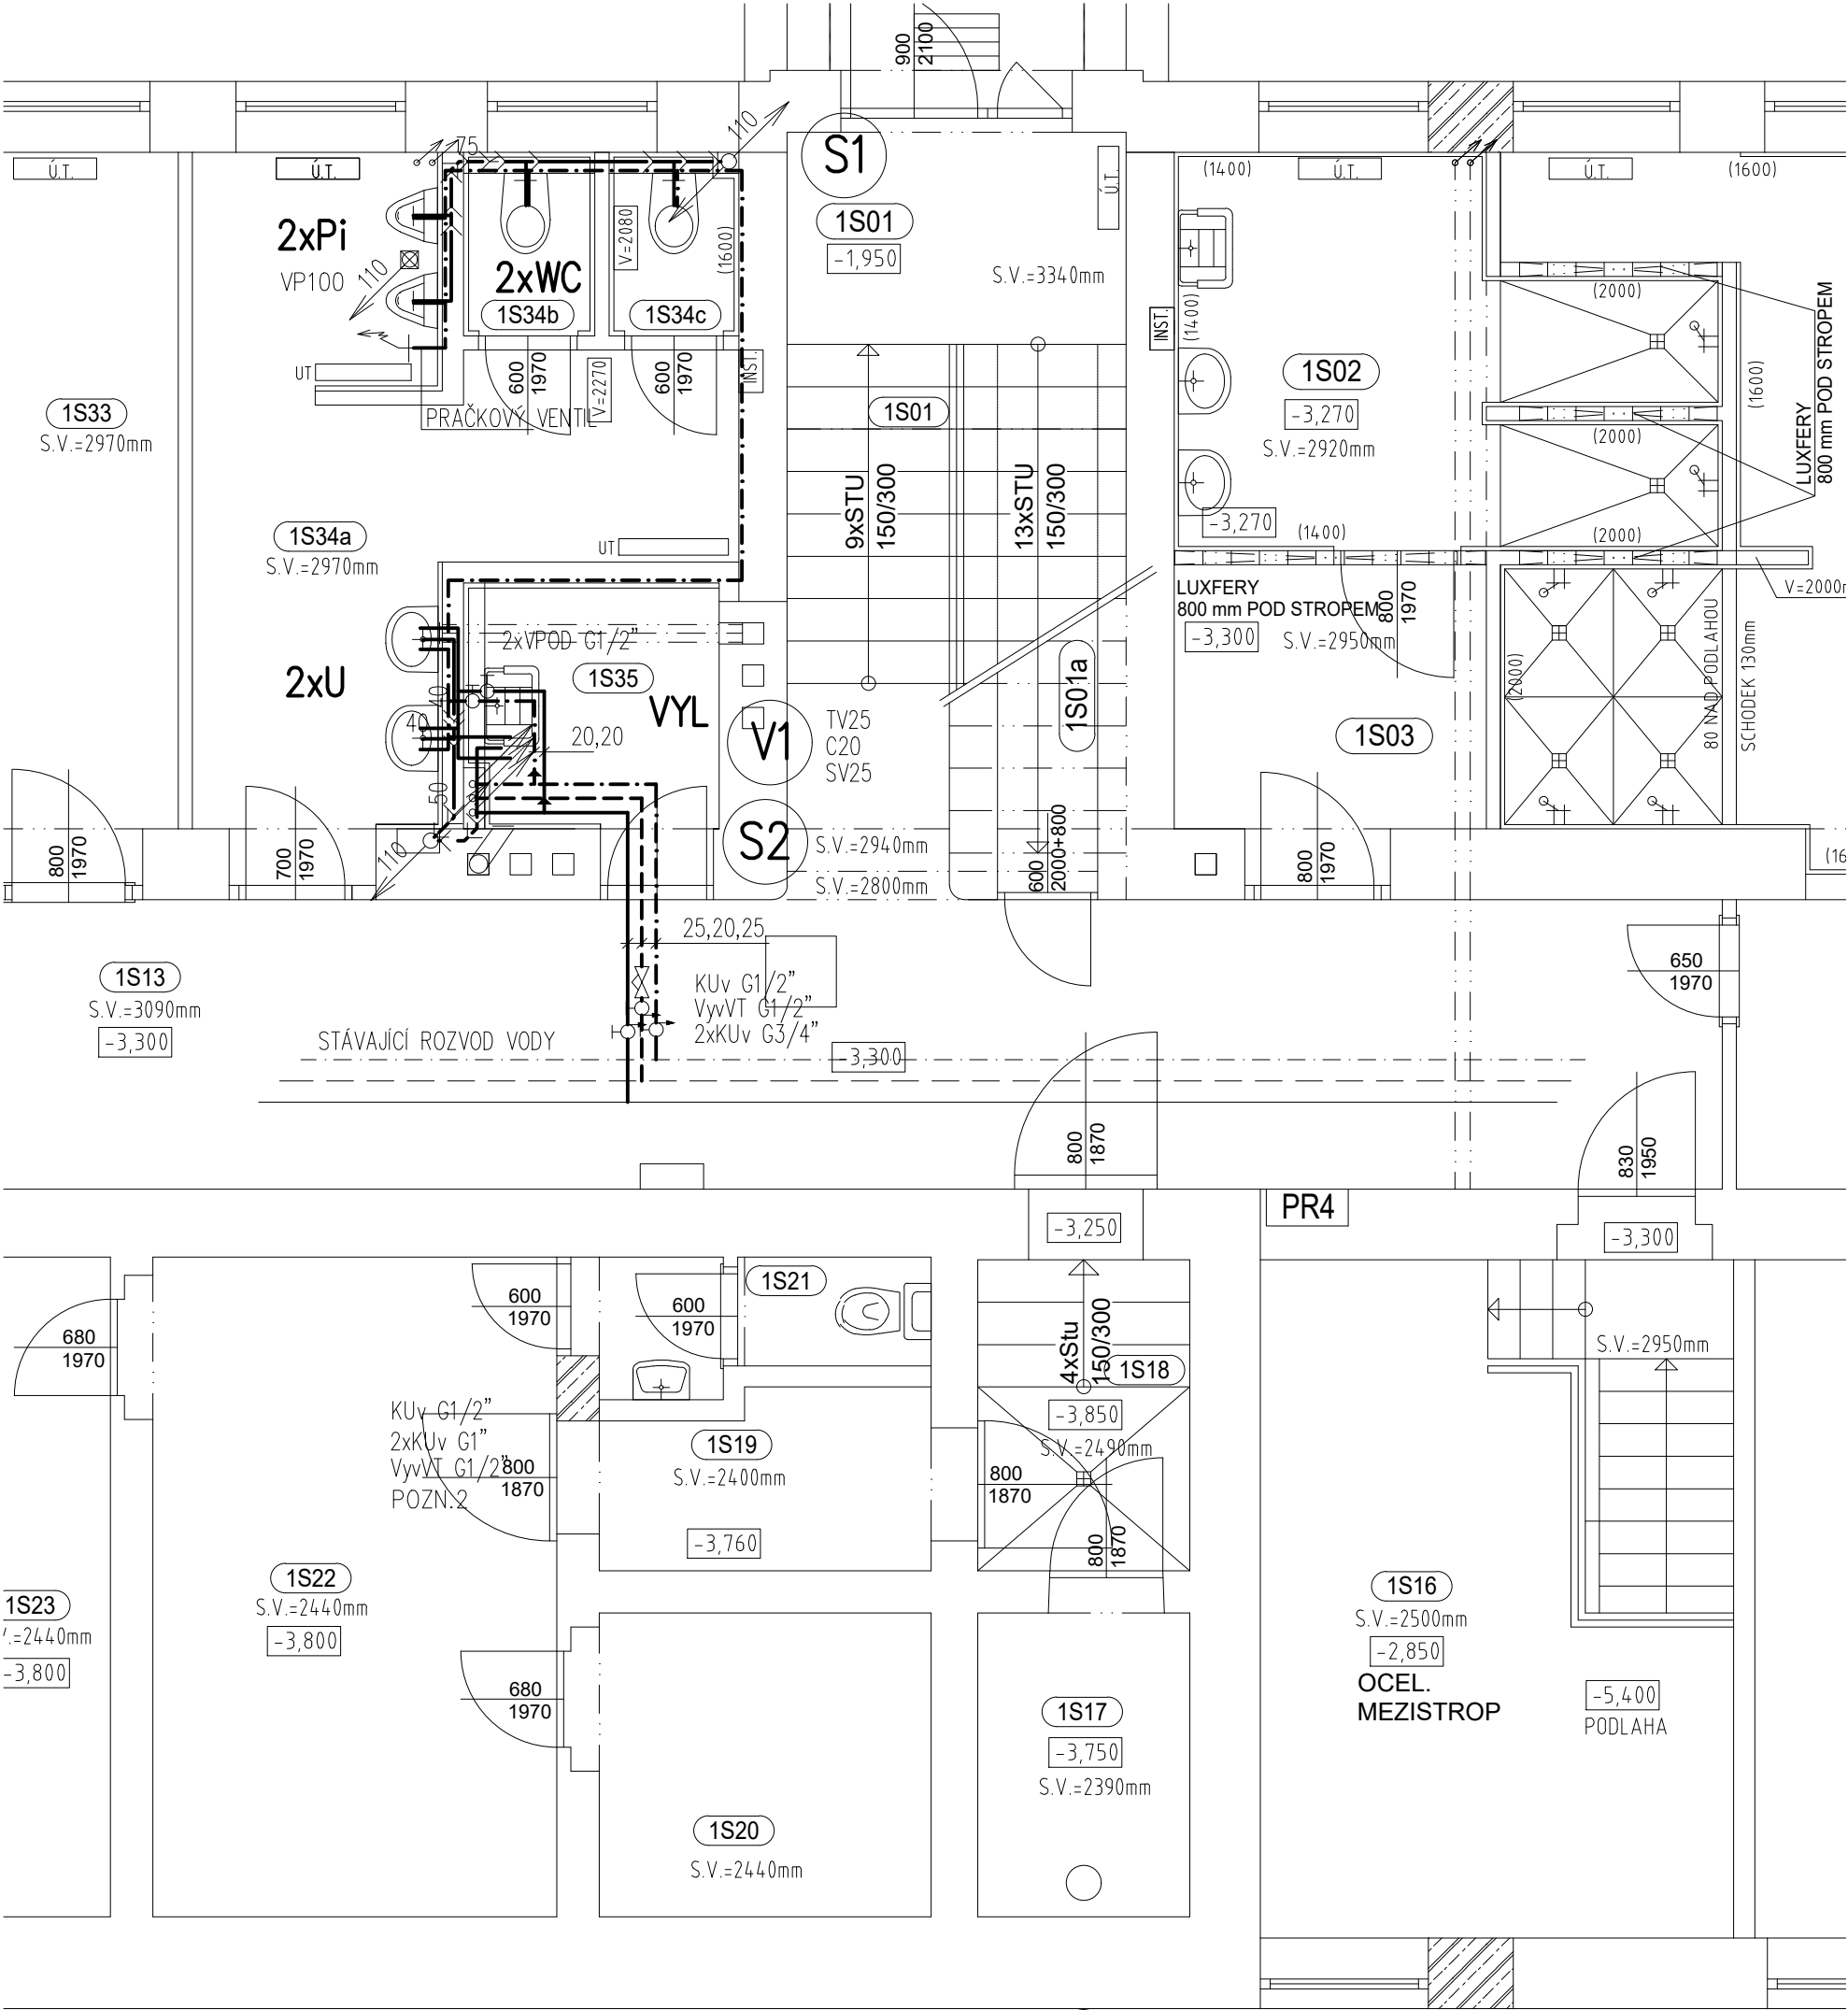 900
2100
Ú.T.
Ú.T.
75
110
S1
1S01
-1,950
Ú.T.
S.V.=3340mm
(1400)
Ú.T.
Ú.T.
(1600)
2xPi
VP100
110
2xWC
1S34b
V=2080
(1600)
1S34c
INST.
(1400)
(2000)
LUXFERY
800 mm POD STROPEM
UT
600
1970
V=2270
600
1970
INST.
1S33
S.V.=2970mm
PRAČKOVÝ VENTIL
1S01
1S02
-3,270
S.V.=2920mm
(2000)
(1600)
9xSTU
150/300
13xSTU
150/300
-3,270
(1400)
(2000)
1S34a
S.V.=2970mm
UT
LUXFERY
800 mm POD STROPEM
-3,300
S.V.=2950mm
800
1970
V=2000
2xVPOD G1/2"
1S35
2xU
VYL
40
40
50
20,20
V1
TV25
C20
SV25
1S01a
1S03
(2000)
80 NAD PODLAHOU
SCHODEK 130mm
800
1970
700
1970
110
S2
S.V.=2940mm
S.V.=2800mm
600
2000+800
800
1970
(16
25,20,25
1S13
S.V.=3090mm
-3,300
STÁVAJÍCÍ ROZVOD VODY
KUv G1/2"
VyvVT G1/2"
2xKUv G3/4"
-3,300
650
1970
800
1870
830
1950
-3,250
PR4
-3,300
600
1970
600
1970
1S21
680
1970
4xStu
150/300
1S18
S.V.=2950mm
KUv G1/2"
2xKUv G1"
VyvVT G1/2"
POZN.2
800
1870
1S19
S.V.=2400mm
-3,760
-3,850
S.V.=2490mm
800
1870
800
1870
1S22
S.V.=2440mm
-3,800
1S23
.=2440mm
-3,800
680
1970
1S16
S.V.=2500mm
-2,850
OCEL.
MEZISTROP
-5,400
PODLAHA
1S17
-3,750
S.V.=2390mm
1S20
S.V.=2440mm